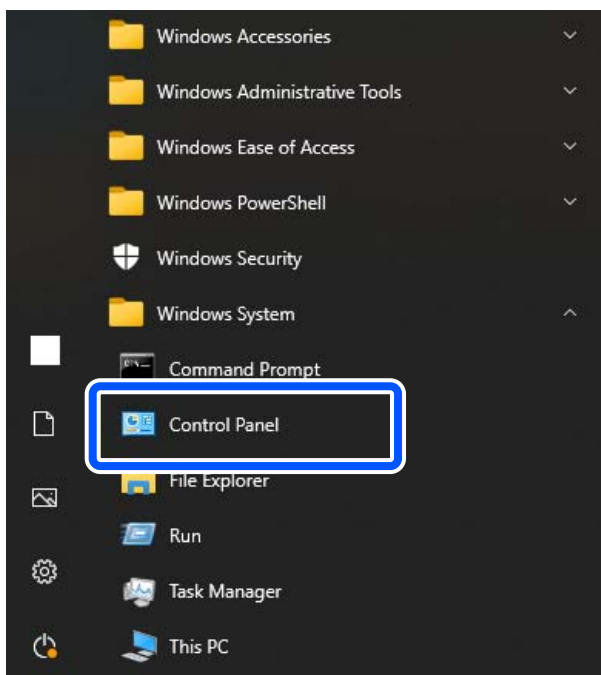 Windows Accessories
Windows Administrative Tools
Windows Ease of Access
Windows PowerShell
Windows Security
Windows System
Command Prompt
Control Panel
File Explorer
Run
Task Manager
This PC